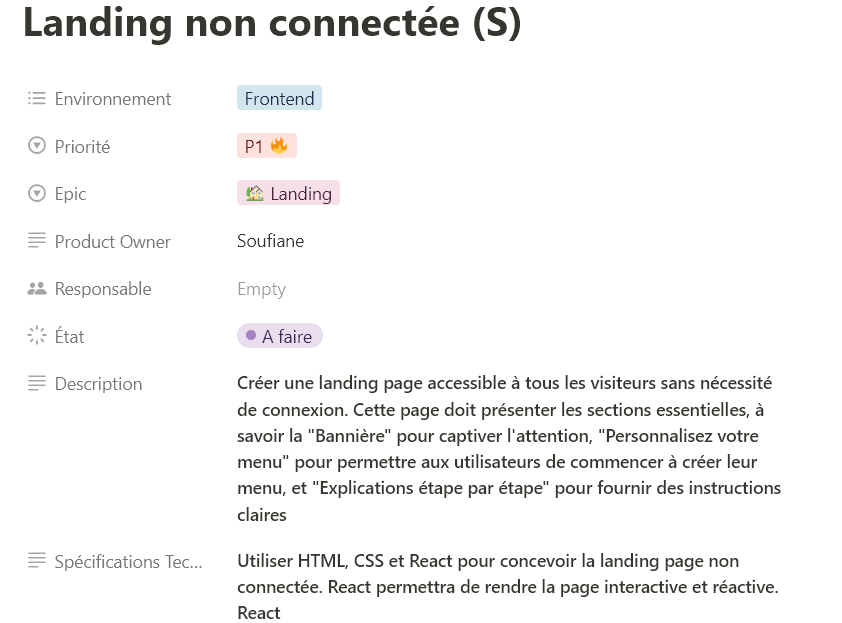 Landing non connectée (S)
Environnement Frontend
Priorité P1 🔥
Epic 🏡 Landing
Product Owner Soufiane
Responsable Empty
État A faire
Description Créer une landing page accessible à tous les visiteurs sans nécessité
de connexion. Cette page doit présenter les sections essentielles, à
savoir la "Bannière" pour captiver l'attention, "Personnalisez votre
menu" pour permettre aux utilisateurs de commencer à créer leur
menu, et "Explications étape par étape" pour fournir des instructions
claires
Spécifications Tec... Utiliser HTML, CSS et React pour concevoir la landing page non
connectée. React permettra de rendre la page interactive et réactive.
React